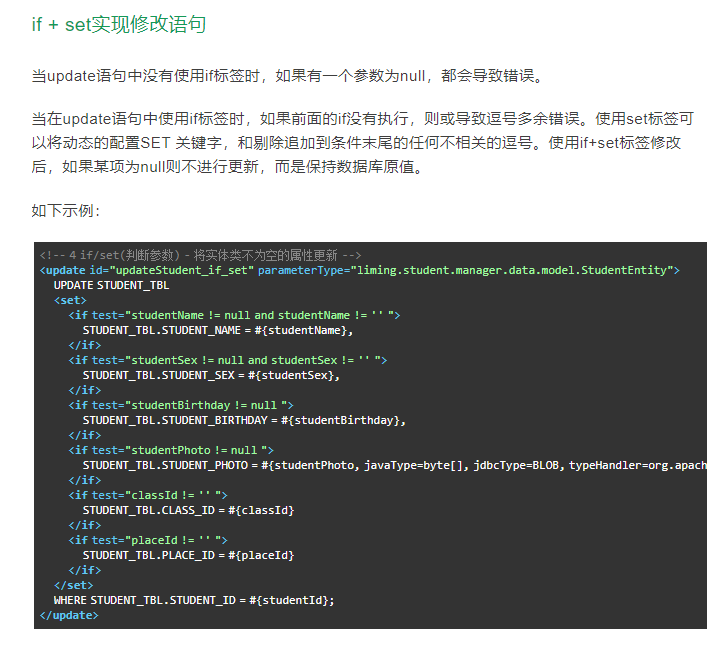 if + set实现修改语句
当update语句中没有使用if标签时，如果有一个参数为null，都会导致错误。
当在update语句中使用if标签时，如果前面的if没有执行，则或导致逗号多余错误。使用set标签可
以将动态的配置SET 关键字，和剔除追加到条件末尾的任何不相关的逗号。使用if+set标签修改
后，如果某项为null则不进行更新，而是保持数据库原值。
如下示例：
<!-- 4 if/set(判断参数) - 将实体类不为空的属性更新 -->
<update id="updateStudent_if_set" parameterType="liming.student.manager.data.model.StudentEntity">
UPDATE STUDENT_TBL
<set>
<if test="studentName != null and studentName != '' ">
STUDENT_TBL.STUDENT_NAME = #{studentName},
</if>
<if test="studentSex != null and studentSex != '' ">
STUDENT_TBL.STUDENT_SEX = #{studentSex},
</if>
<if test="studentBirthday != null ">
STUDENT_TBL.STUDENT_BIRTHDAY = #{studentBirthday},
</if>
<if test="studentPhoto != null ">
STUDENT_TBL.STUDENT_PHOTO = #{studentPhoto, javaType=byte[], jdbcType=BLOB, typeHandler=org.apach
</if>
<if test="classId != '' ">
STUDENT_TBL.CLASS_ID = #{classId}
</if>
<if test="placeId != '' ">
STUDENT_TBL.PLACE_ID = #{placeId}
</if>
</set>
WHERE STUDENT_TBL.STUDENT_ID = #{studentId};
</update>